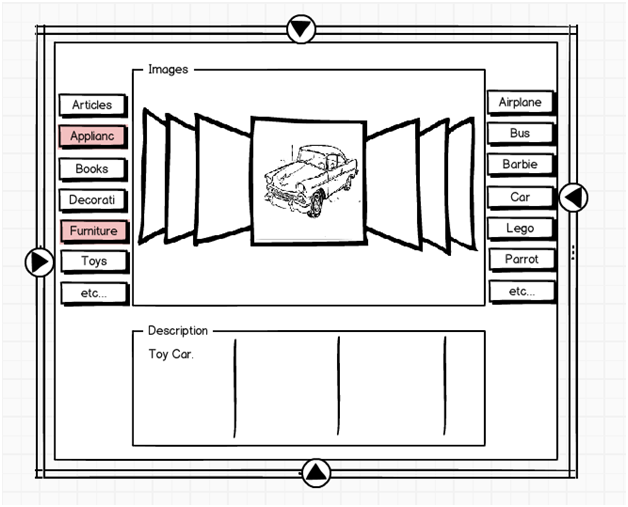 Images
Articles
Applianc
Books
Decorati
Furniture
Toys
etc...
Airplane
Bus
Barbie
Car
Lego
Parrot
etc...
Description
Toy Car.